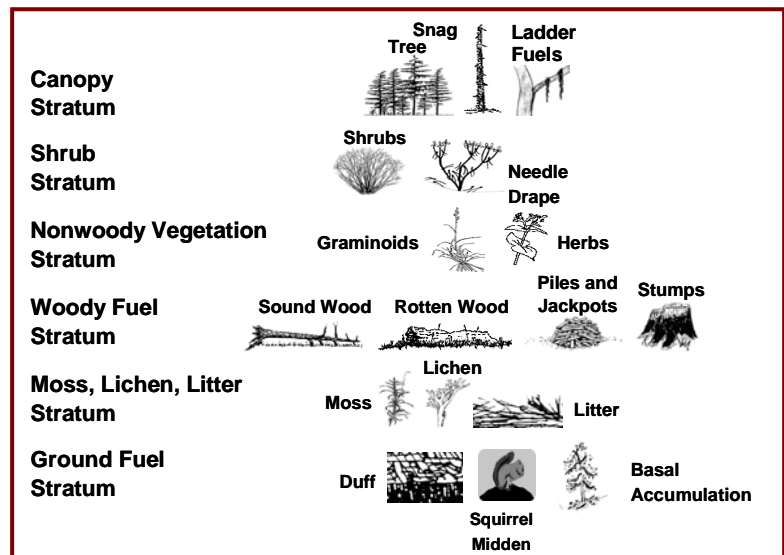 Snag
Tree
Ladder
Fuels
Canopy
Stratum
Shrubs
Shrub
Stratum
Needle
Drape
Nonwoody Vegetation
Stratum
Graminoids
Herbs
Woody Fuel
Stratum
Sound Wood
Rotten Wood
Piles and
Jackpots
Stumps
Moss, Lichen, Litter
Stratum
Moss
Lichen
Litter
Ground Fuel
Stratum
Duff
Squirrel
Midden
Basal
Accumulation